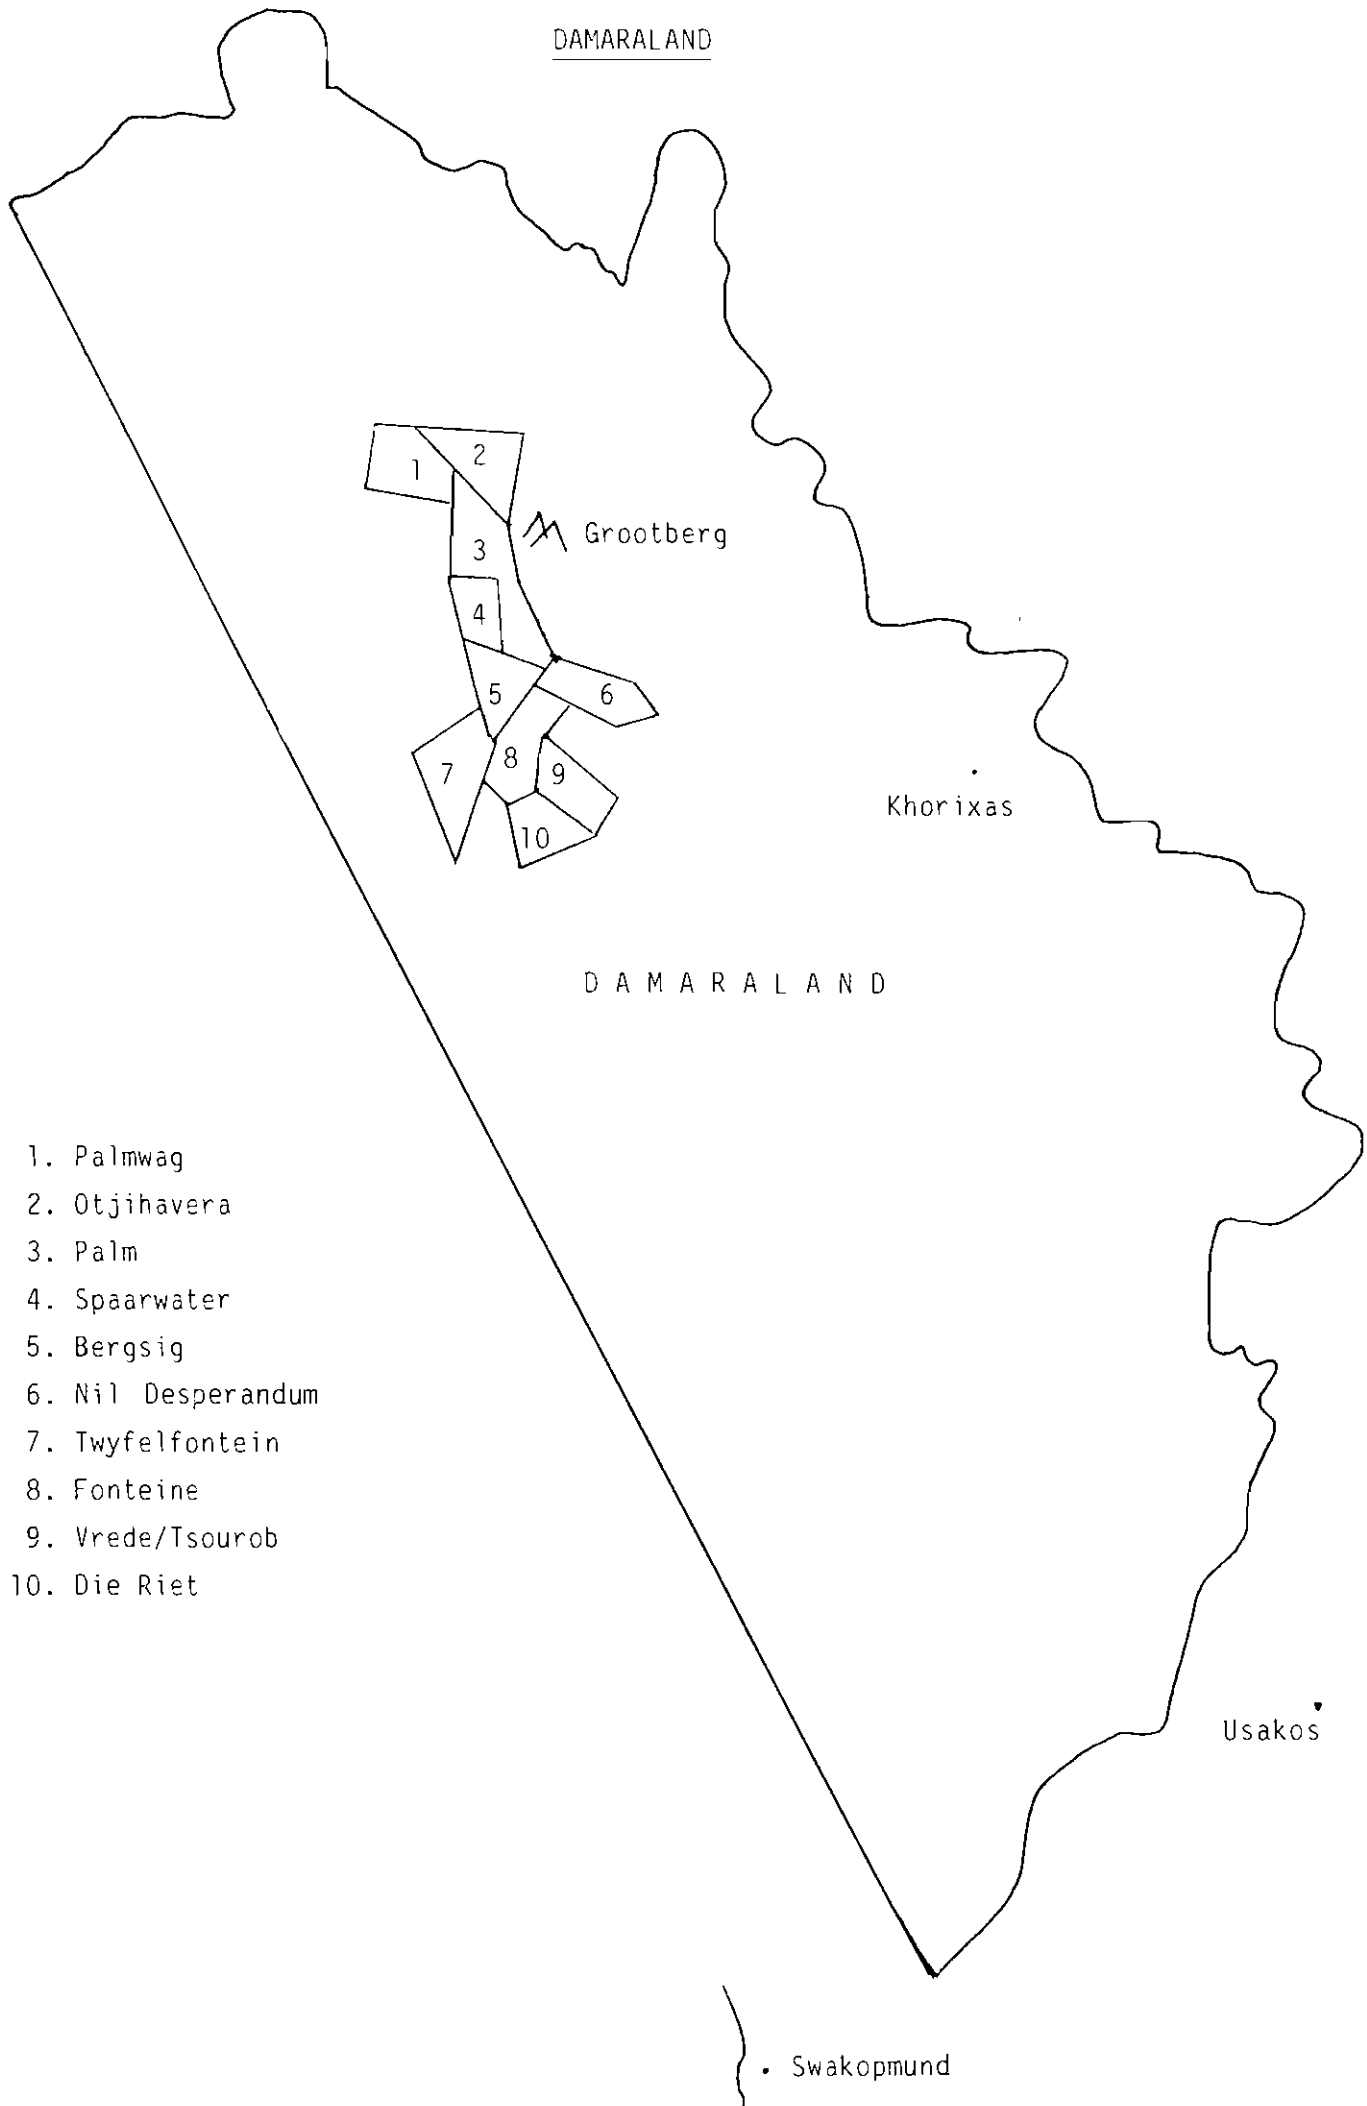 DAMARALAND
1
2
3
Grootberg
4
5
6
7
8
9
10
Khorixas
DAMARALAND
1. Palmwag
2. Otjihavera
3. Palm
4. Spaarwater
5. Bergsig
6. Nil Desperandum
7. Twyfelfontein
8. Fonteine
9. Vrede/Tsourob
10. Die Riet
Usakos
Swakopmund